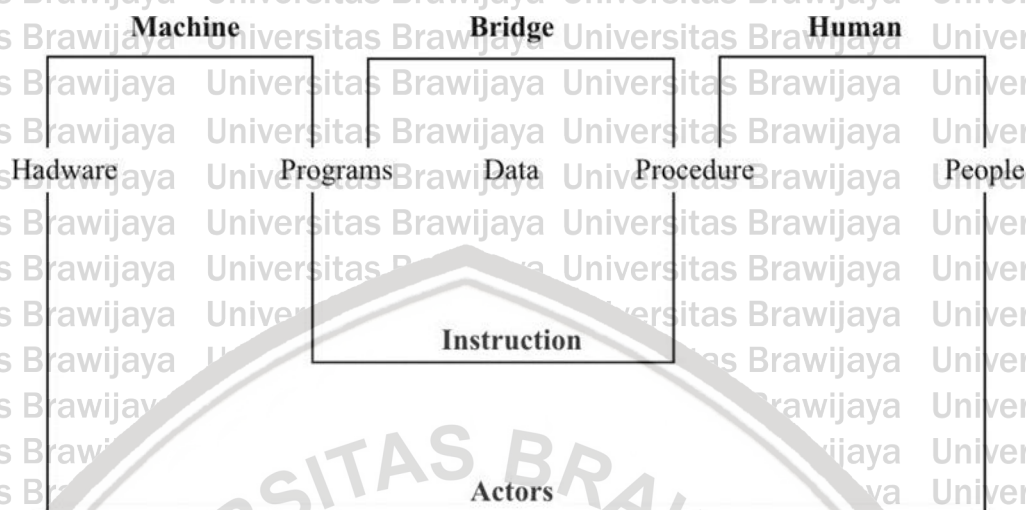 Machine Bridge Human
Hadware Programs Data Procedure People
Instruction
Actors